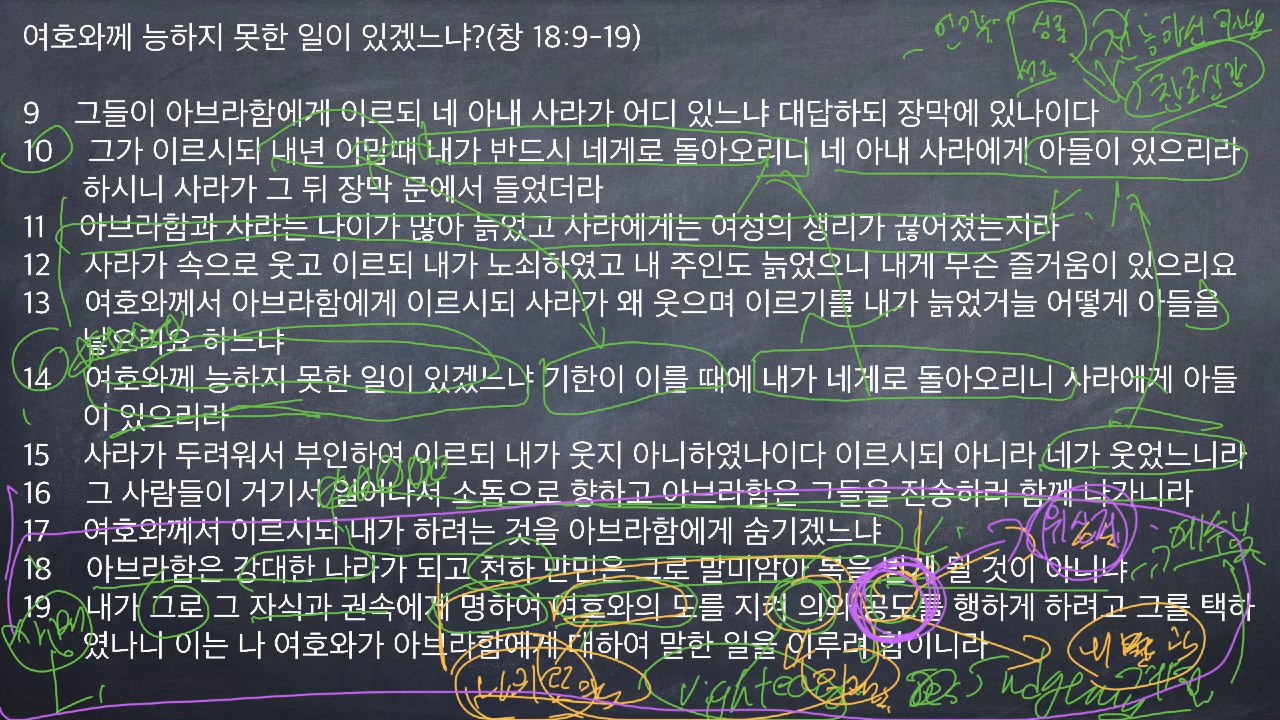 여호와께 능하지 못한 일이 있겠느냐?(창 18:9-19)
전능하신 하나님
9 그들이 아브라함에게 이르되 네 아내 사라가 어디 있느냐 대답하되 장막에 있나이다
10 그가 이르시되 내년 이맘때 내가 반드시 네게로 돌아오리니 네 아내 사라에게 아들이 있으리라
하시니 사라가 그 뒤 장막 문에서 들었더라
11 아브라함과 사라는 나이가 많아 늙었고 사라에게는 여성의 생리가 끊어졌는지라
12 사라가 속으로 웃고 이르되 내가 노쇠하였고 내 주인도 늙었으니 내게 무슨 즐거움이 있으리요
13 여호와께서 아브라함에게 이르시되 사라가 왜 웃으며 이르기를 내가 늙었거늘 어떻게 아들을
낳으리요 하느냐
14 여호와께 능하지 못한 일이 있겠느냐 기한이 이를 때에 내가 네게로 돌아오리니 사라에게 아들
이 있으리라
15 사라가 두려워서 부인하여 이르되 내가 웃지 아니하였나이다 이르시되 아니라 네가 웃었느니라
16 그 사람들이 거기서 일어나서 소돔으로 향하고 아브라함은 그들을 전송하러 함께 나가니라
17 여호와께서 이르시되 내가 하려는 것을 아브라함에게 숨기겠느냐
예수님
18 아브라함은 강대한 나라가 되고 천하 만민은 그로 말미암아 복을 받게 될 것이 아니냐
19 내가 그로 그 자식과 권속에게 명하여 여호와의 도를 지켜 의와 공도를 행하게 하려고 그를 택하
였나니 이는 나 여호와가 아브라함에게 대하여 말한 일을 이루려 함이니라